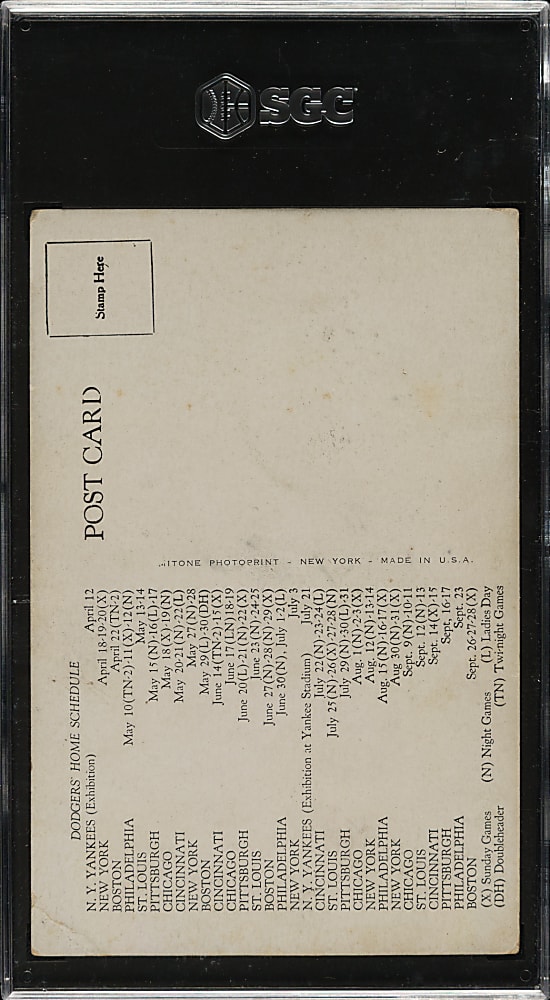 SGC
DODGERS' HOME SCHEDULE
N. Y. YANKEES (Exhibition) April 12
NEW YORK April 18-19-20(X)
BOSTON April 22 (TN-2)
PHILADELPHIA May 10(TN-2)-11(X)-12(N)
ST. LOUIS May 13-14
PITTSBURGH May 15(N)-16(L)-17
CHICAGO May 18(X)-19(N)
CINCINNATI May 20-21(N)-22(L)
NEW YORK May 27(N)-28
BOSTON May 29(L)-30(DH)
CINCINNATI June 14(TN-2)-15(X)
CHICAGO June 17(LN)18-19
PITTSBURGH June 20(L)-21(N)-22(X)
ST. LOUIS June 23 (N)-24-25
BOSTON June 27(N)-28(N)-29(X)
PHILADELPHIA June 30(N), July 1-2(L)
NEW YORK July 3
N. Y. YANKEES (Exhibition at Yankee Stadium) July 21
CINCINNATI July 22(N)-23-24(L)
ST. LOUIS July 25(N)-26(X)-27-28(N)
PITTSBURGH July 29(N)-30(L)-31
CHICAGO Aug. 1(N)-2-3(X)
NEW YORK Aug. 12(N)-13-14
PHILADELPHIA Aug. 15(N)-16-17(X)
NEW YORK Aug 30(N)-31(X)
CHICAGO Sept. 9(N)-10-11
ST. LOUIS Sept. 12(N)-13
CINCINNATI Sept. 14(X)-15
PITTSBURGH Sept. 16-17
PHILADELPHIA Sept. 23
BOSTON Sept. 26-27-28(X)
(X) Sunday Games (N) Night Games (L) Ladies Day
(DH) Doubleheader (TN) Twi-night Games
PHOTOPRINT - NEW YORK - MADE IN U.S.A.
POST CARD
Stamp Here